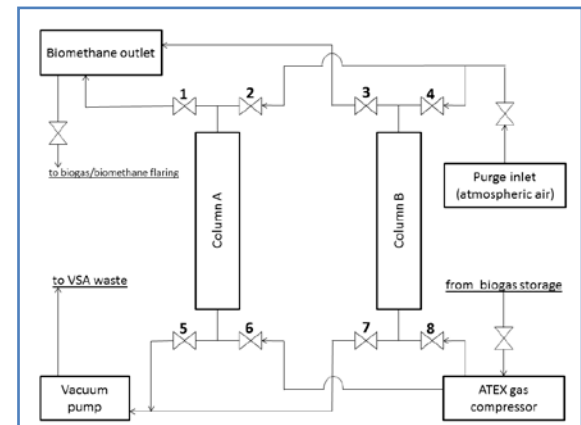 Biomethane outlet
1
2
3
4
to biogas/biomethane flaring
Purge inlet
(atmospheric air)
Column A
Column B
to VSA waste
from biogas storage
5
6
7
8
Vacuum
pump
ATEX gas
compressor